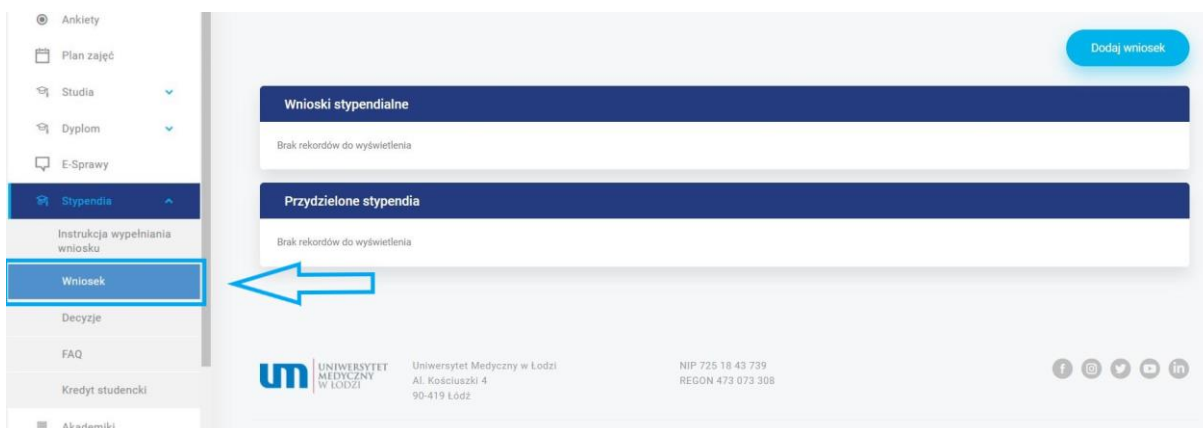 Ankiety
Plan zajęć
Studia
Dyplom
E-Sprawy
Stypendia
Instrukcja wypełniania
wniosku
Wniosek
Decyzje
FAQ
Kredyt studencki
Akademiki
Dodaj wniosek
Wnioski stypendialne
Brak rekordów do wyświetlenia
Przydzielone stypendia
Brak rekordów do wyświetlenia
um
UNIWERSYTET
MEDYCZNY
W ŁODZI
Uniwersytet Medyczny w Łodzi
Al. Kościuszki 4
90-419 Łódź
NIP 725 18 43 739
REGON 473 073 308